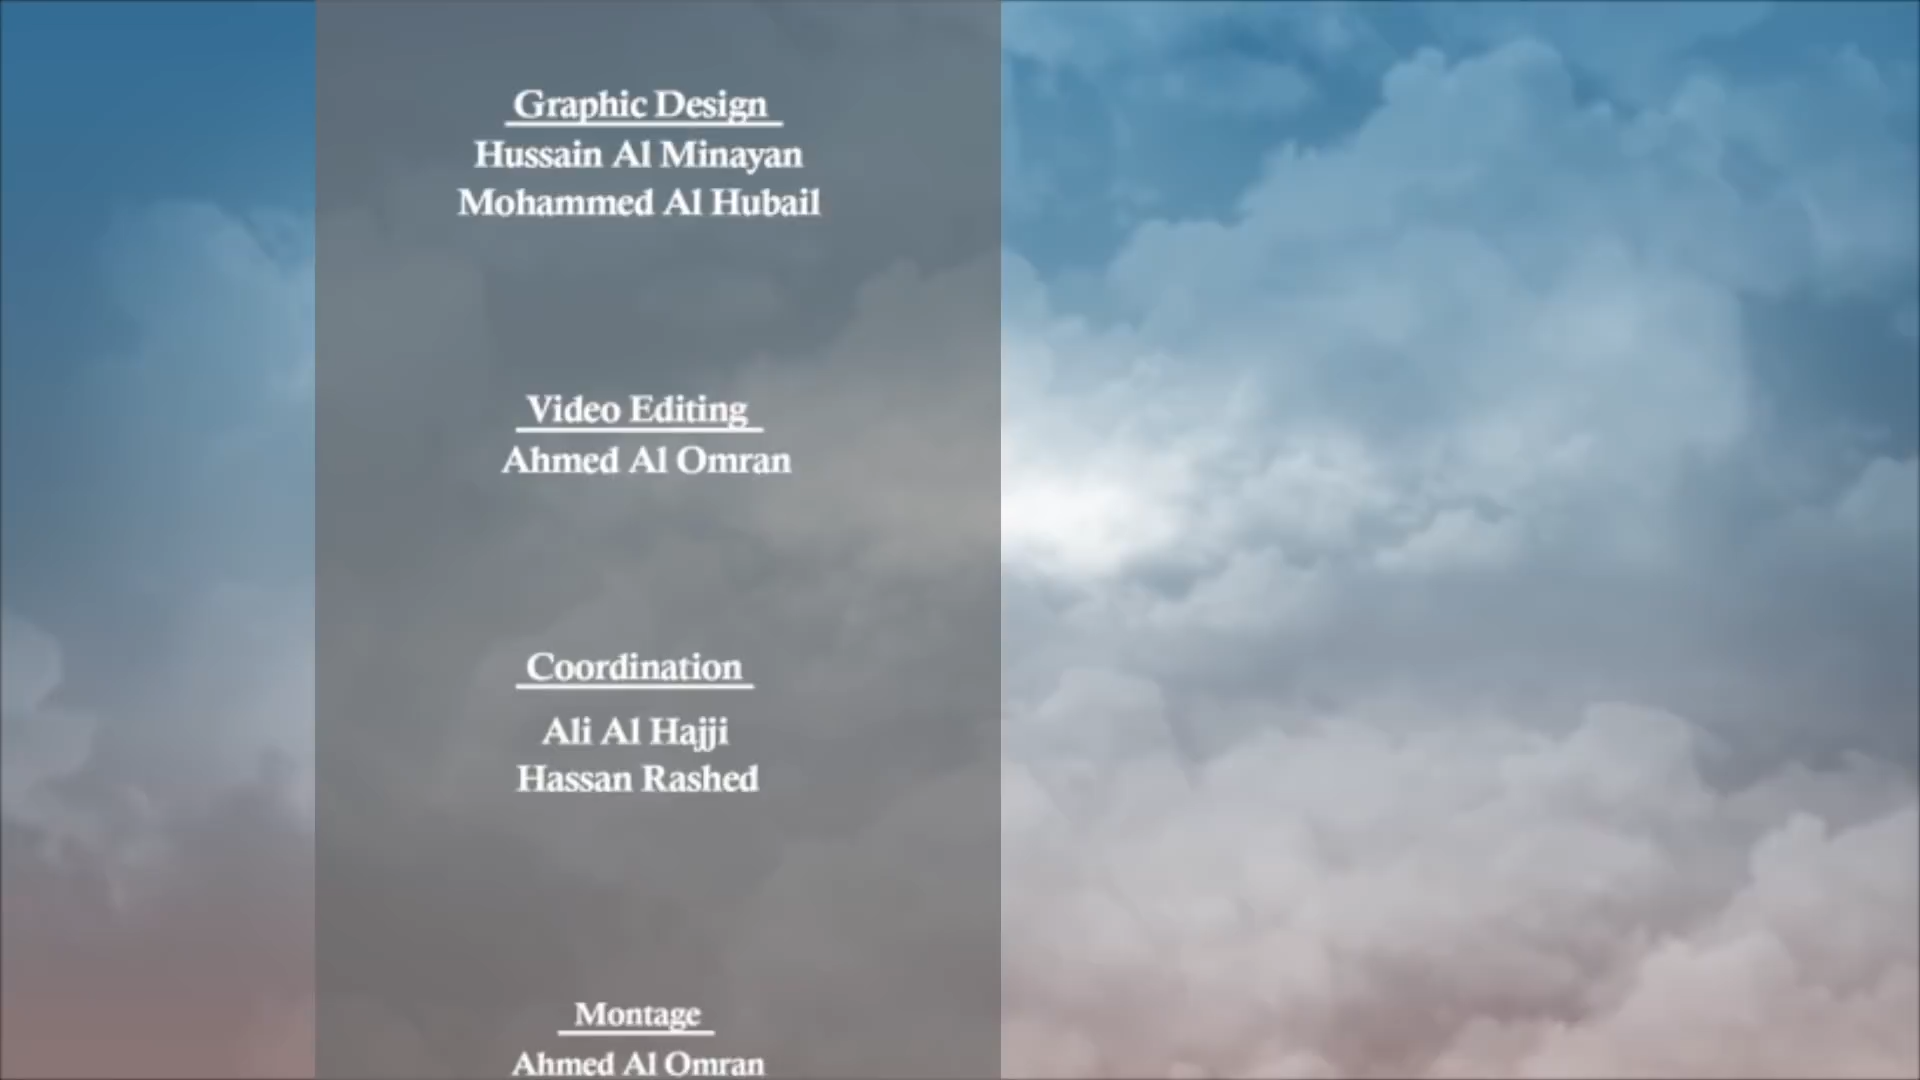 Graphic Design
Hussain Al Minayan
Mohammed Al Hubail
Video Editing
Ahmed Al Omran
Coordination
Ali Al Hajji
Hassan Rashed
Montage
Ahmed Al Omran